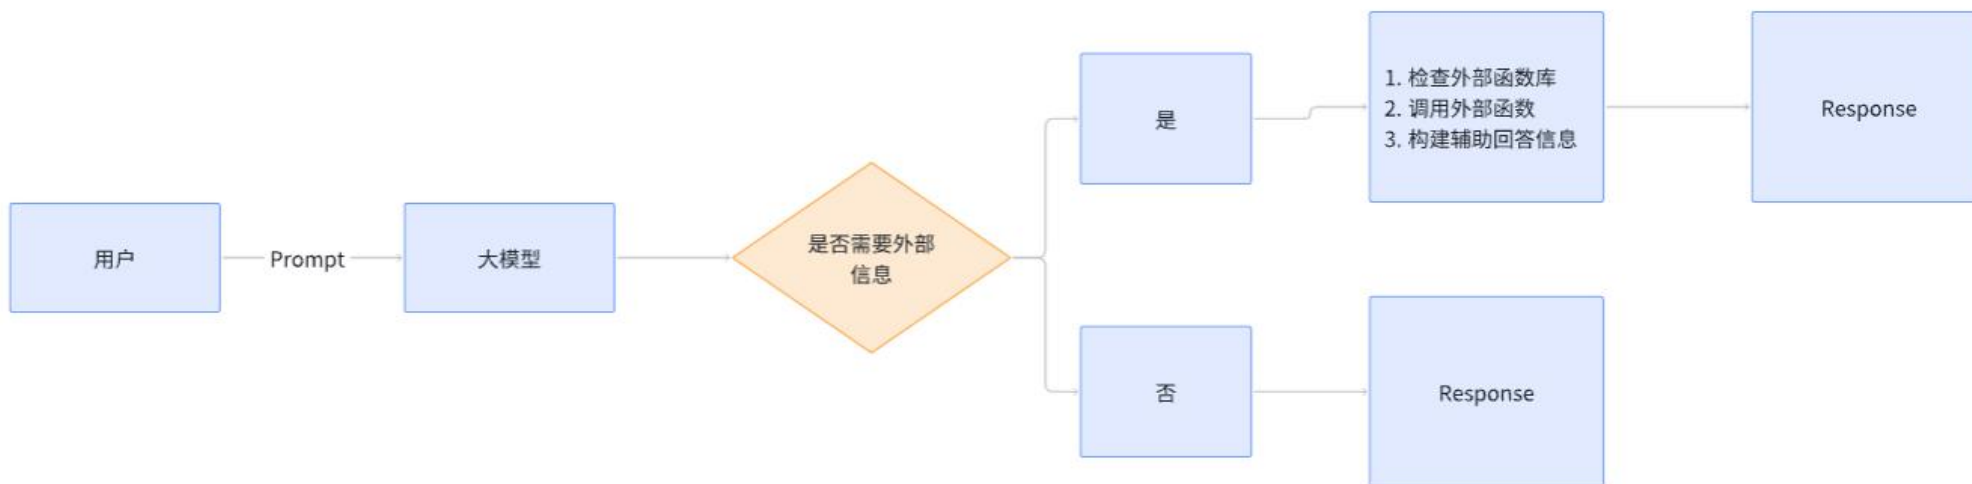 用户
Prompt
大模型
是否需要外部
信息
是
1. 检查外部函数库
2. 调用外部函数
3. 构建辅助回答信息
Response
否
Response